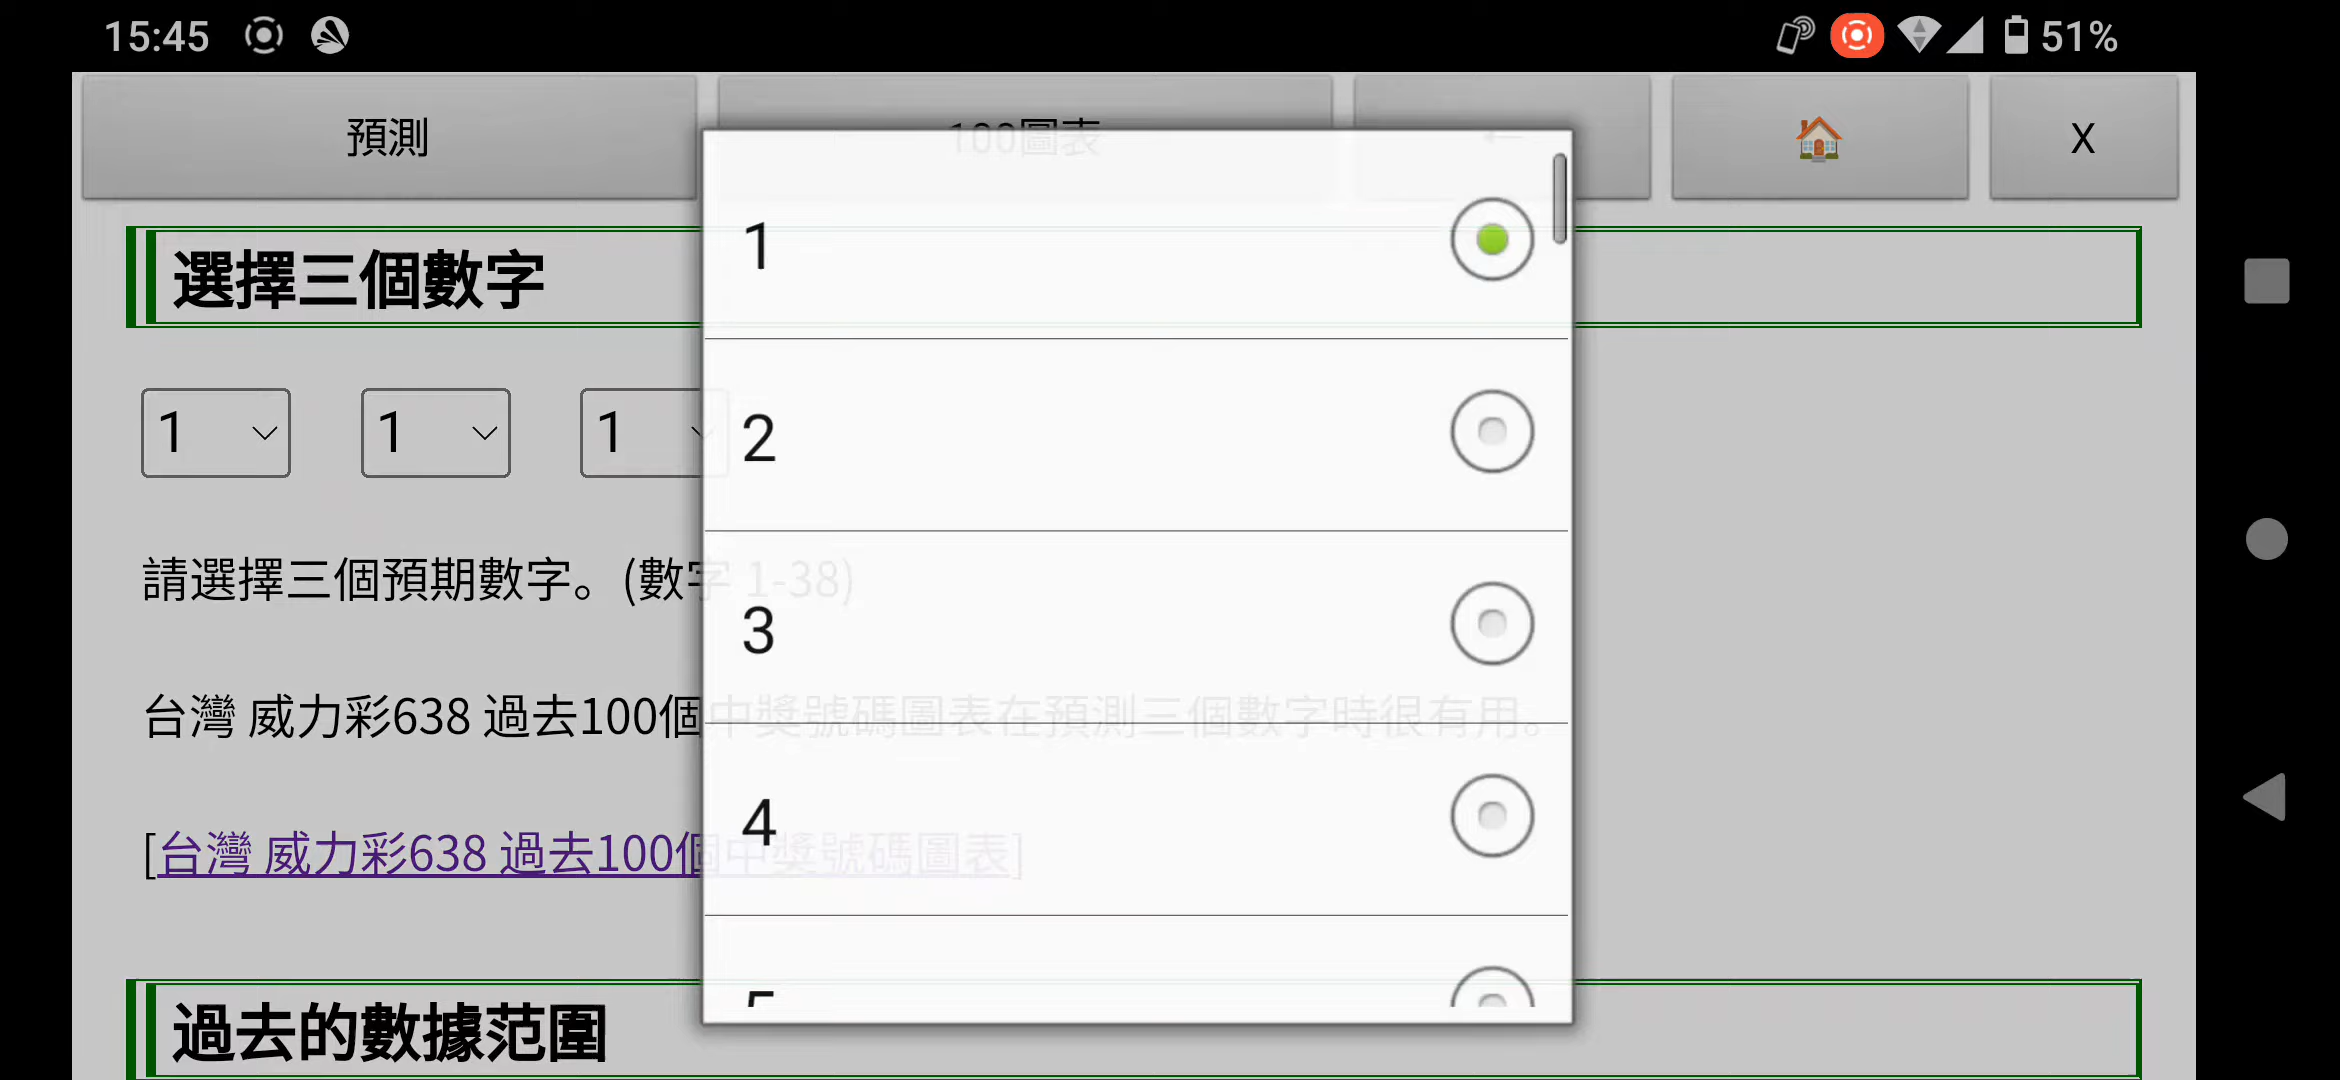 15:45 51%
預測 100圖表 ← X
選擇三個數字
1 1 1
請選擇三個預期數字。(數字 1-38)
台灣 威力彩638 過去100個中獎號碼圖表在預測三個數字時很有用。
[台灣 威力彩638 過去100個中獎號碼圖表]
過去的數據范圍
1
2
3
4
5